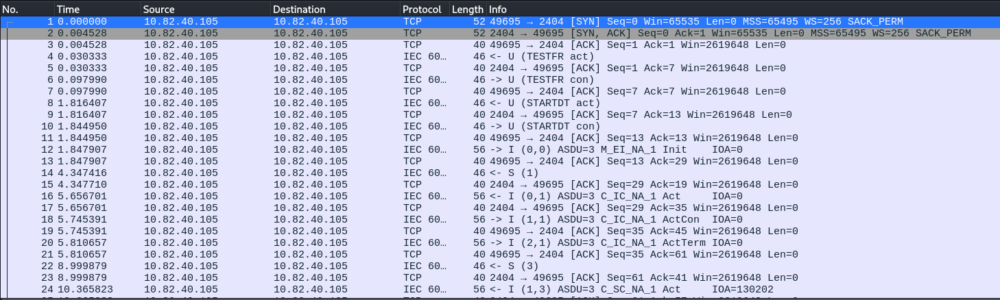 No. Time Source Destination Protocol Length Info
1 0.000000 10.82.40.105 10.82.40.105 TCP 52 49695 → 2404 [SYN] Seq=0 Win=65535 Len=0 MSS=65495 WS=256 SACK_PERM
2 0.004528 10.82.40.105 10.82.40.105 TCP 52 2404 → 49695 [SYN, ACK] Seq=0 Ack=1 Win=65535 Len=0 MSS=65495 WS=256 SACK_PERM
3 0.004528 10.82.40.105 10.82.40.105 TCP 40 49695 → 2404 [ACK] Seq=1 Ack=1 Win=2619648 Len=0
4 0.030333 10.82.40.105 10.82.40.105 IEC 60… 46 <- U (TESTFR act)
5 0.030333 10.82.40.105 10.82.40.105 TCP 40 2404 → 49695 [ACK] Seq=1 Ack=7 Win=2619648 Len=0
6 0.097990 10.82.40.105 10.82.40.105 IEC 60… 46 -> U (TESTFR con)
7 0.097990 10.82.40.105 10.82.40.105 TCP 40 49695 → 2404 [ACK] Seq=7 Ack=7 Win=2619648 Len=0
8 1.816407 10.82.40.105 10.82.40.105 IEC 60… 46 <- U (STARTDT act)
9 1.816407 10.82.40.105 10.82.40.105 TCP 40 2404 → 49695 [ACK] Seq=7 Ack=13 Win=2619648 Len=0
10 1.844950 10.82.40.105 10.82.40.105 IEC 60… 46 -> U (STARTDT con)
11 1.844950 10.82.40.105 10.82.40.105 TCP 40 49695 → 2404 [ACK] Seq=13 Ack=13 Win=2619648 Len=0
12 1.847907 10.82.40.105 10.82.40.105 IEC 60… 56 -> I (0,0) ASDU=3 M_EI_NA_1 Init IOA=0
13 1.847907 10.82.40.105 10.82.40.105 TCP 40 49695 → 2404 [ACK] Seq=13 Ack=29 Win=2619648 Len=0
14 4.347416 10.82.40.105 10.82.40.105 IEC 60… 46 <- S (1)
15 4.347710 10.82.40.105 10.82.40.105 TCP 40 2404 → 49695 [ACK] Seq=29 Ack=19 Win=2619648 Len=0
16 5.656701 10.82.40.105 10.82.40.105 IEC 60… 56 <- I (0,1) ASDU=3 C_IC_NA_1 Act IOA=0
17 5.656701 10.82.40.105 10.82.40.105 TCP 40 2404 → 49695 [ACK] Seq=29 Ack=35 Win=2619648 Len=0
18 5.745391 10.82.40.105 10.82.40.105 IEC 60… 56 -> I (1,1) ASDU=3 C_IC_NA_1 ActCon IOA=0
19 5.745391 10.82.40.105 10.82.40.105 TCP 40 49695 → 2404 [ACK] Seq=35 Ack=45 Win=2619648 Len=0
20 5.810657 10.82.40.105 10.82.40.105 IEC 60… 56 -> I (2,1) ASDU=3 C_IC_NA_1 ActTerm IOA=0
21 5.810657 10.82.40.105 10.82.40.105 TCP 40 49695 → 2404 [ACK] Seq=35 Ack=61 Win=2619648 Len=0
22 8.999879 10.82.40.105 10.82.40.105 IEC 60… 46 <- S (3)
23 8.999879 10.82.40.105 10.82.40.105 TCP 40 2404 → 49695 [ACK] Seq=61 Ack=41 Win=2619648 Len=0
24 10.365823 10.82.40.105 10.82.40.105 IEC 60… 56 <- I (1,3) ASDU=3 C_SC_NA_1 Act IOA=130202